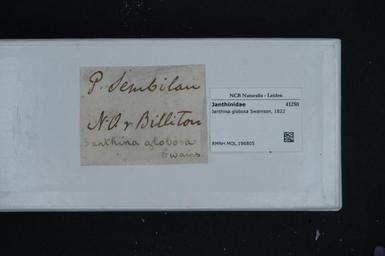 P. Sembilan
N.O v Billiton
Janthina globosa
Swains.
NCB Naturalis - Leiden
Janthinidae 41250
Janthina globosa Swainson, 1822
RMNH.MOL.196805